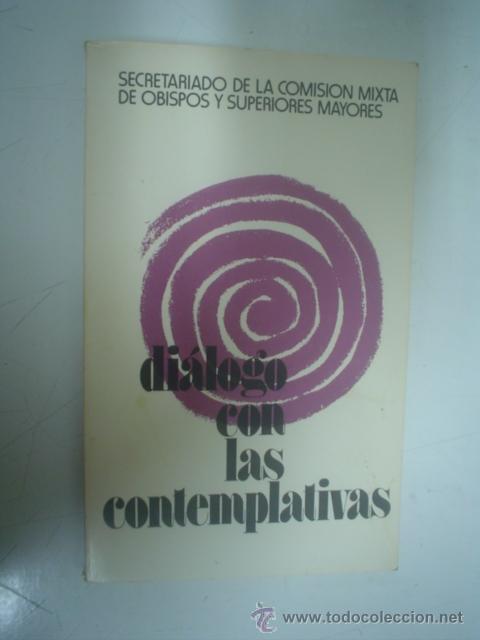 SECRETARIADO DE LA COMISION MIXTA
DE OBISPOS Y SUPERIORES MAYORES
diálogo
con
las
contemplativas
www.todocoleccion.net